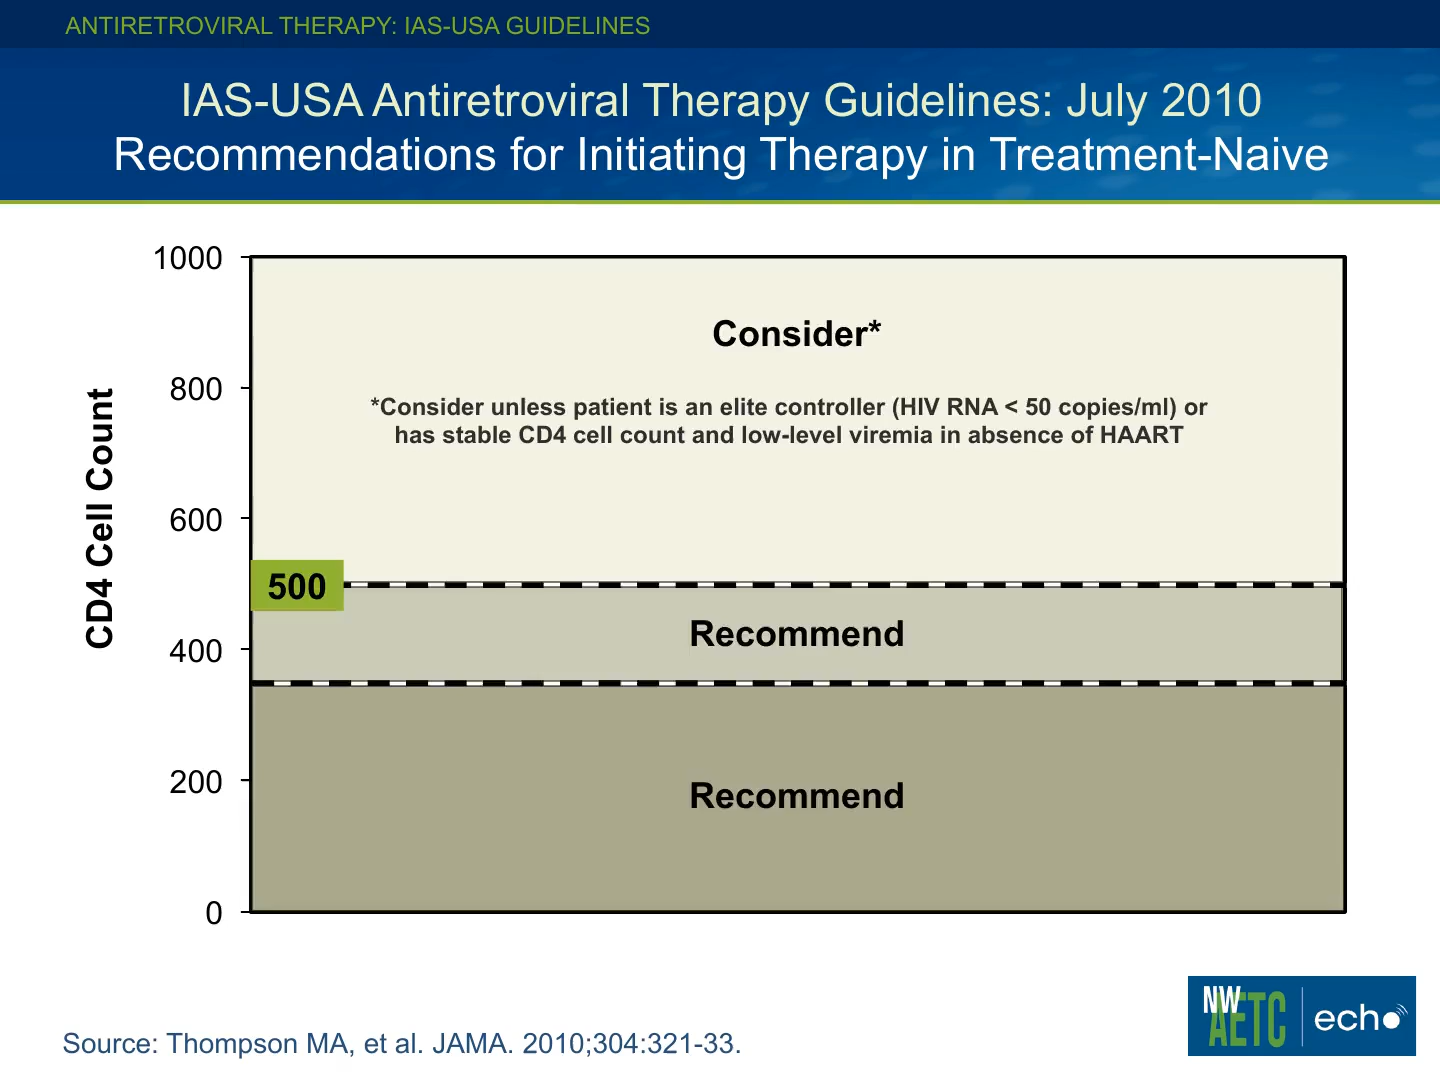 ANTIRETROVIRAL THERAPY: IAS-USA GUIDELINES
IAS-USA Antiretroviral Therapy Guidelines: July 2010
Recommendations for Initiating Therapy in Treatment-Naive
CD4 Cell Count
1000
800
600
400
200
0
Consider*
*Consider unless patient is an elite controller (HIV RNA < 50 copies/ml) or
has stable CD4 cell count and low-level viremia in absence of HAART
500
Recommend
Recommend
Source: Thompson MA, et al. JAMA. 2010;304:321-33.
NW
AETC
echo